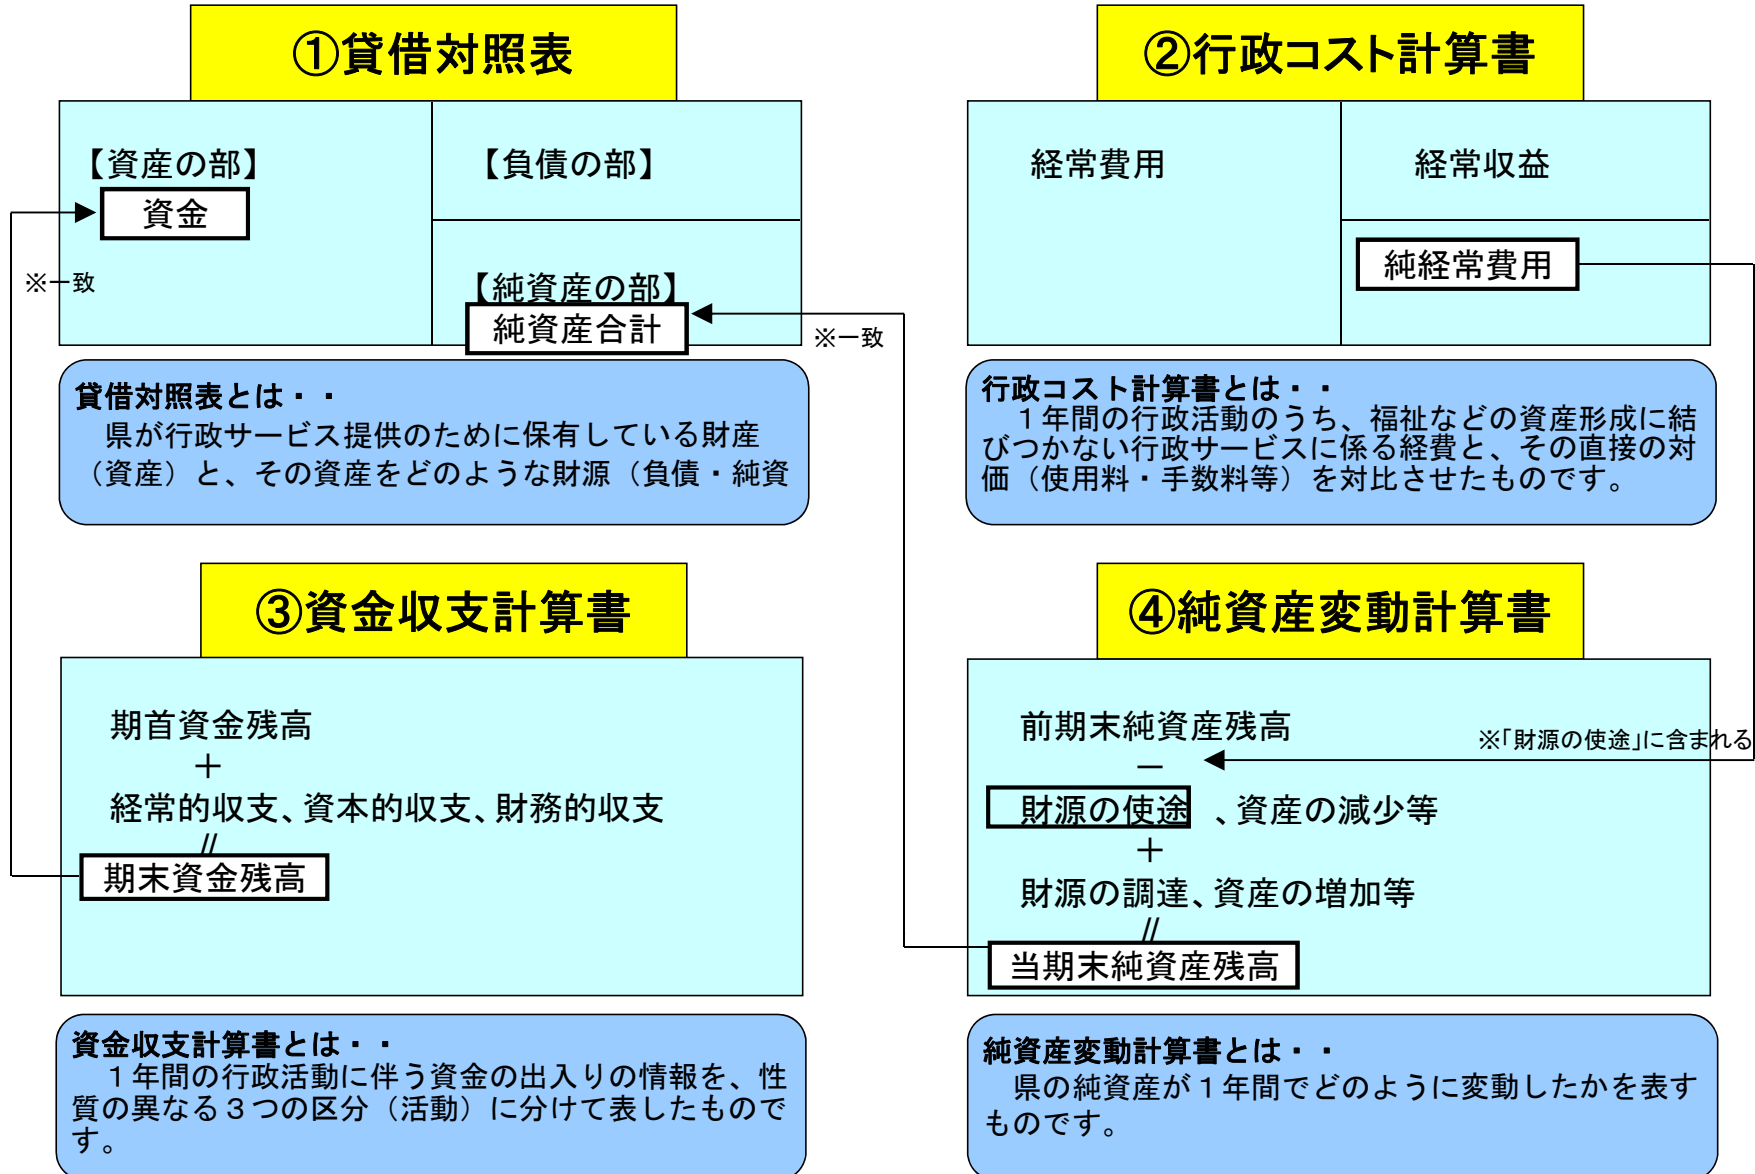 ①貸借対照表
【資産の部】
資金
※一致
【負債の部】
【純資産の部】
純資産合計
※一致
貸借対照表とは・・
　県が行政サービス提供のために保有している財産
（資産）と、その資産をどのような財源（負債・純資
②行政コスト計算書
経常費用
経常収益
純経常費用
行政コスト計算書とは・・
　１年間の行政活動のうち、福祉などの資産形成に結
びつかない行政サービスに係る経費と、その直接の対
価（使用料・手数料等）を対比させたものです。
③資金収支計算書
期首資金残高
＋
経常的収支、資本的収支、財務的収支
〃
期末資金残高
資金収支計算書とは・・
　１年間の行政活動に伴う資金の出入りの情報を、性
質の異なる３つの区分（活動）に分けて表したもので
す。
④純資産変動計算書
前期末純資産残高
※「財源の使途」に含まれる
－
財源の使途　、資産の減少等
＋
財源の調達、資産の増加等
〃
当期末純資産残高
純資産変動計算書とは・・
　県の純資産が１年間でどのように変動したかを表す
ものです。